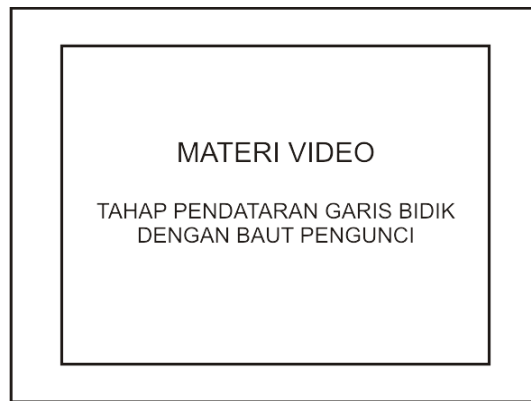 MATERI VIDEO
TAHAP PENDATARAN GARIS BIDIK
DENGAN BAUT PENGUNCI